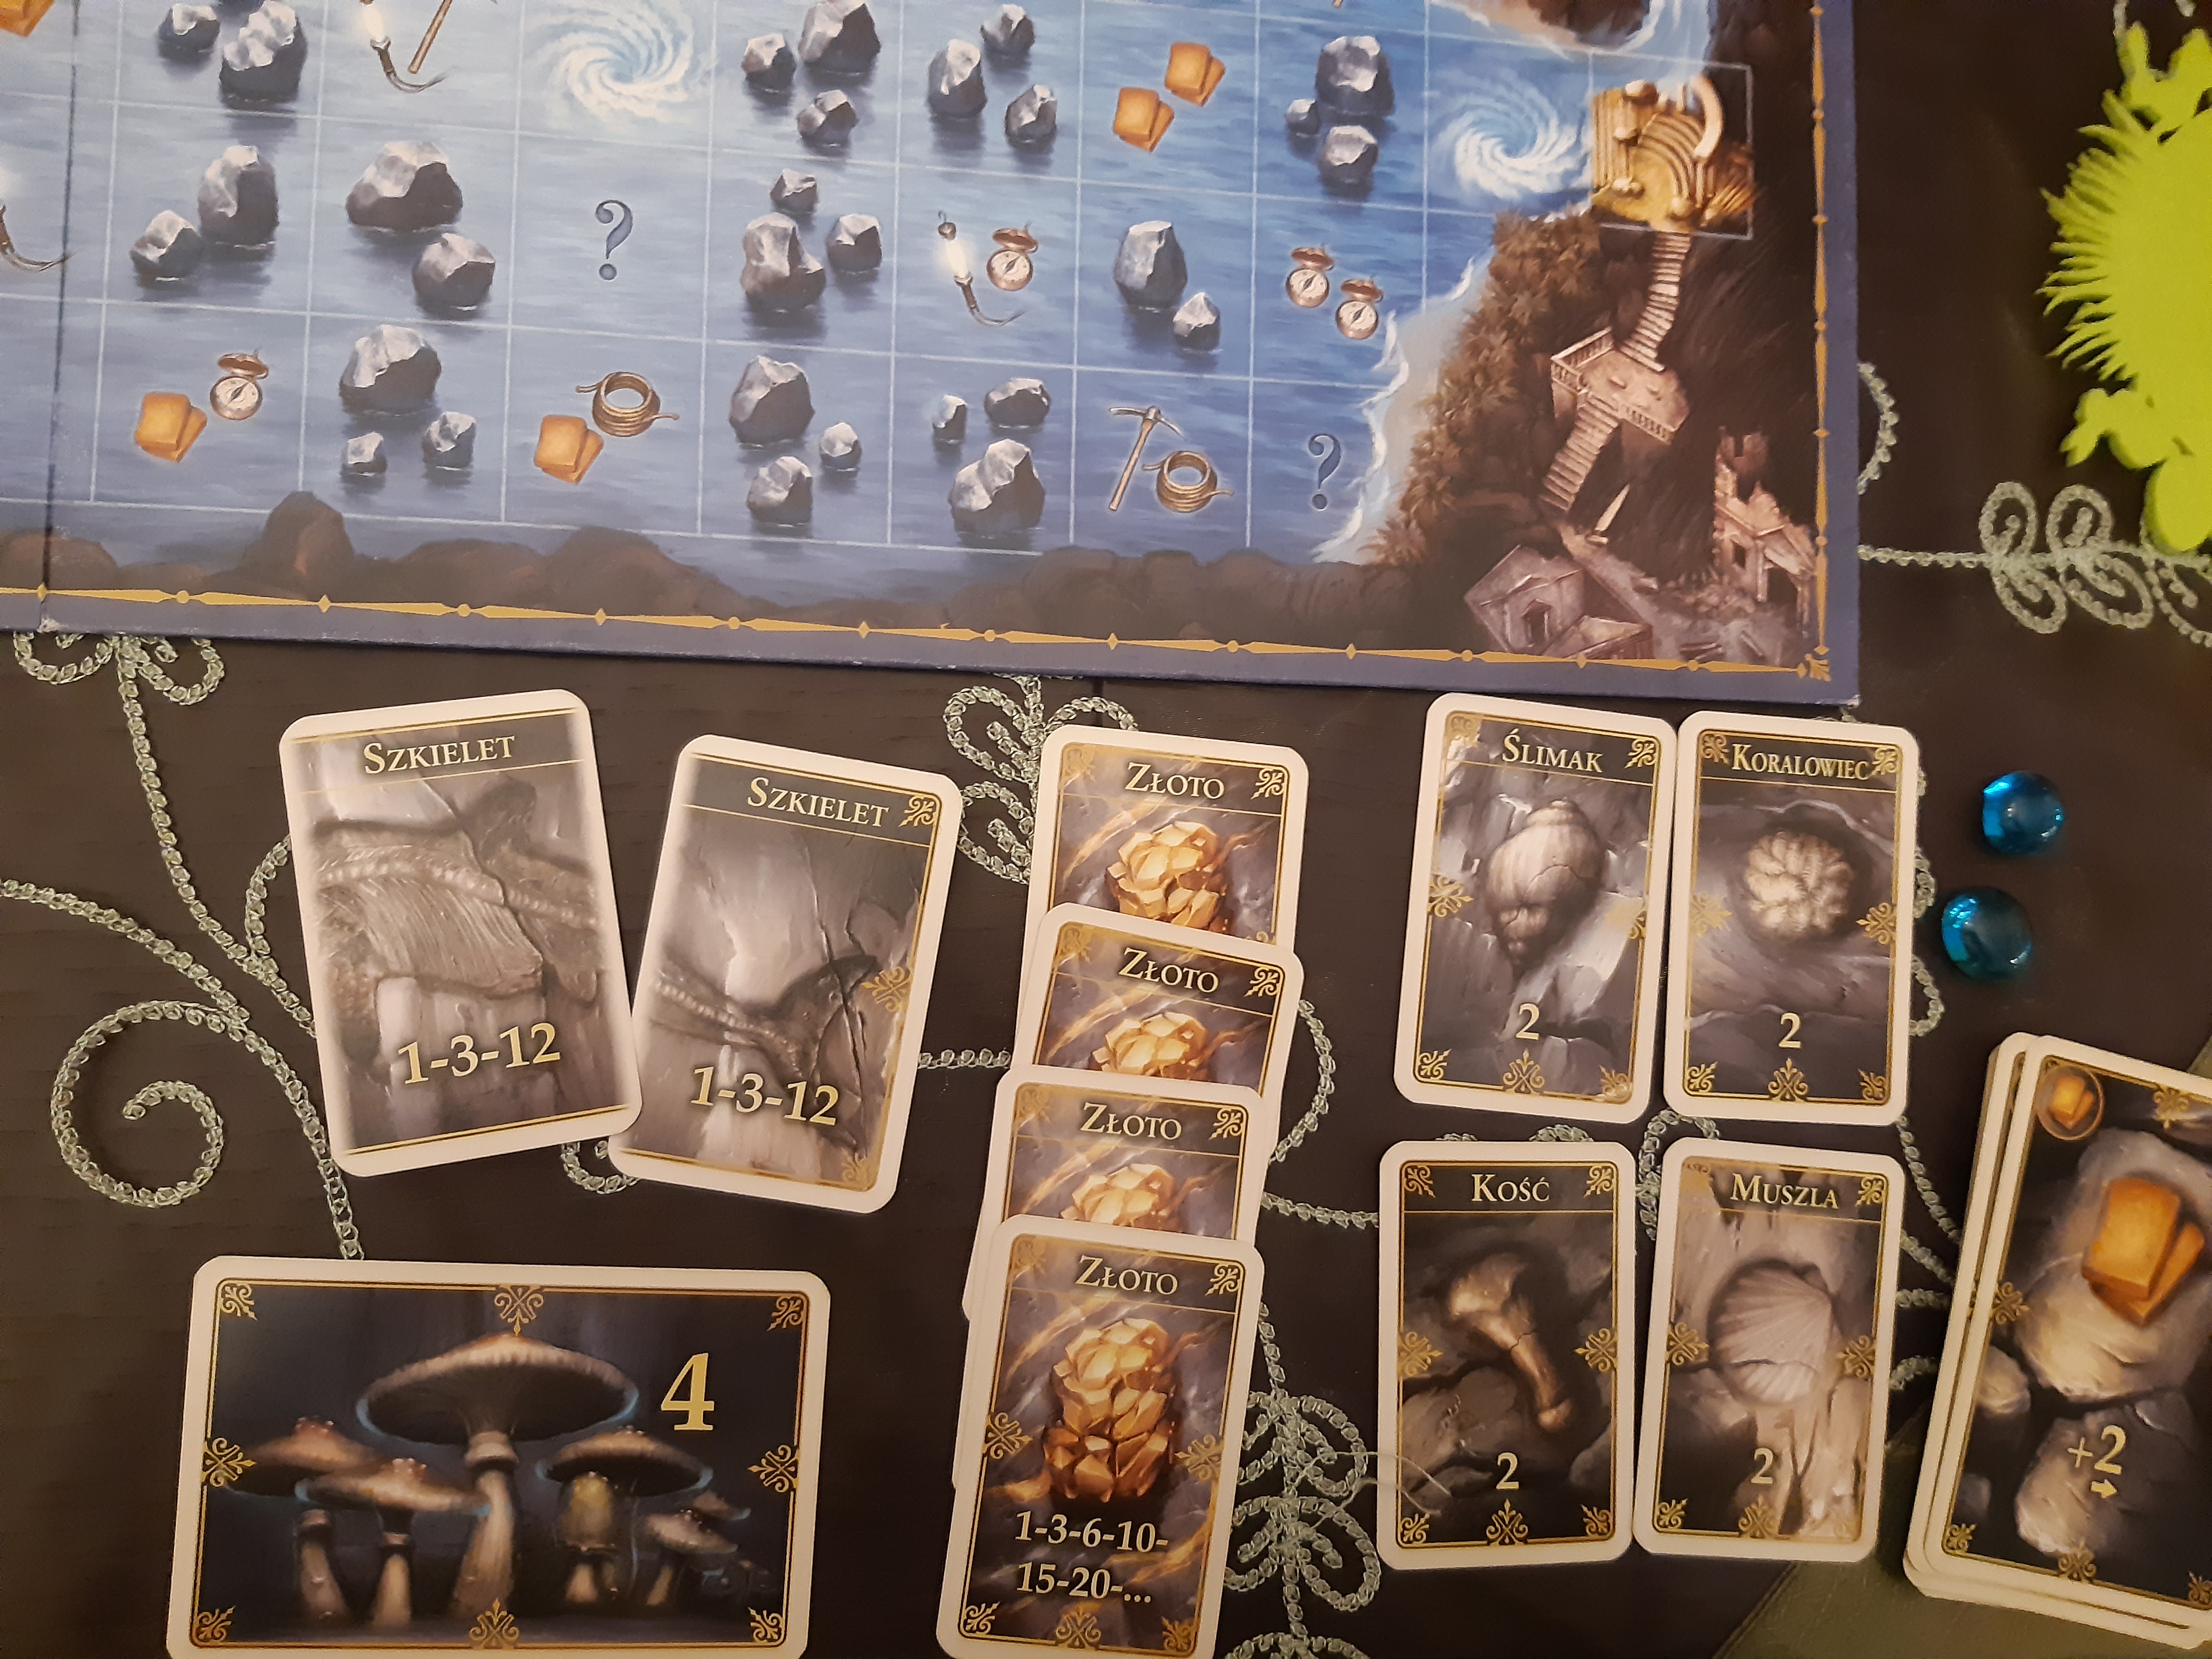 4
SZKIELET
1-3-12
SZKIELET
1-3-12
ZŁOTO
ZŁOTO
ZŁOTO
ZŁOTO
1-3-6-10-
15-20-...
ŚLIMAK
2
KOŚĆ
2
KORALOWIEC
2
MUSZLA
2
+2
?
?